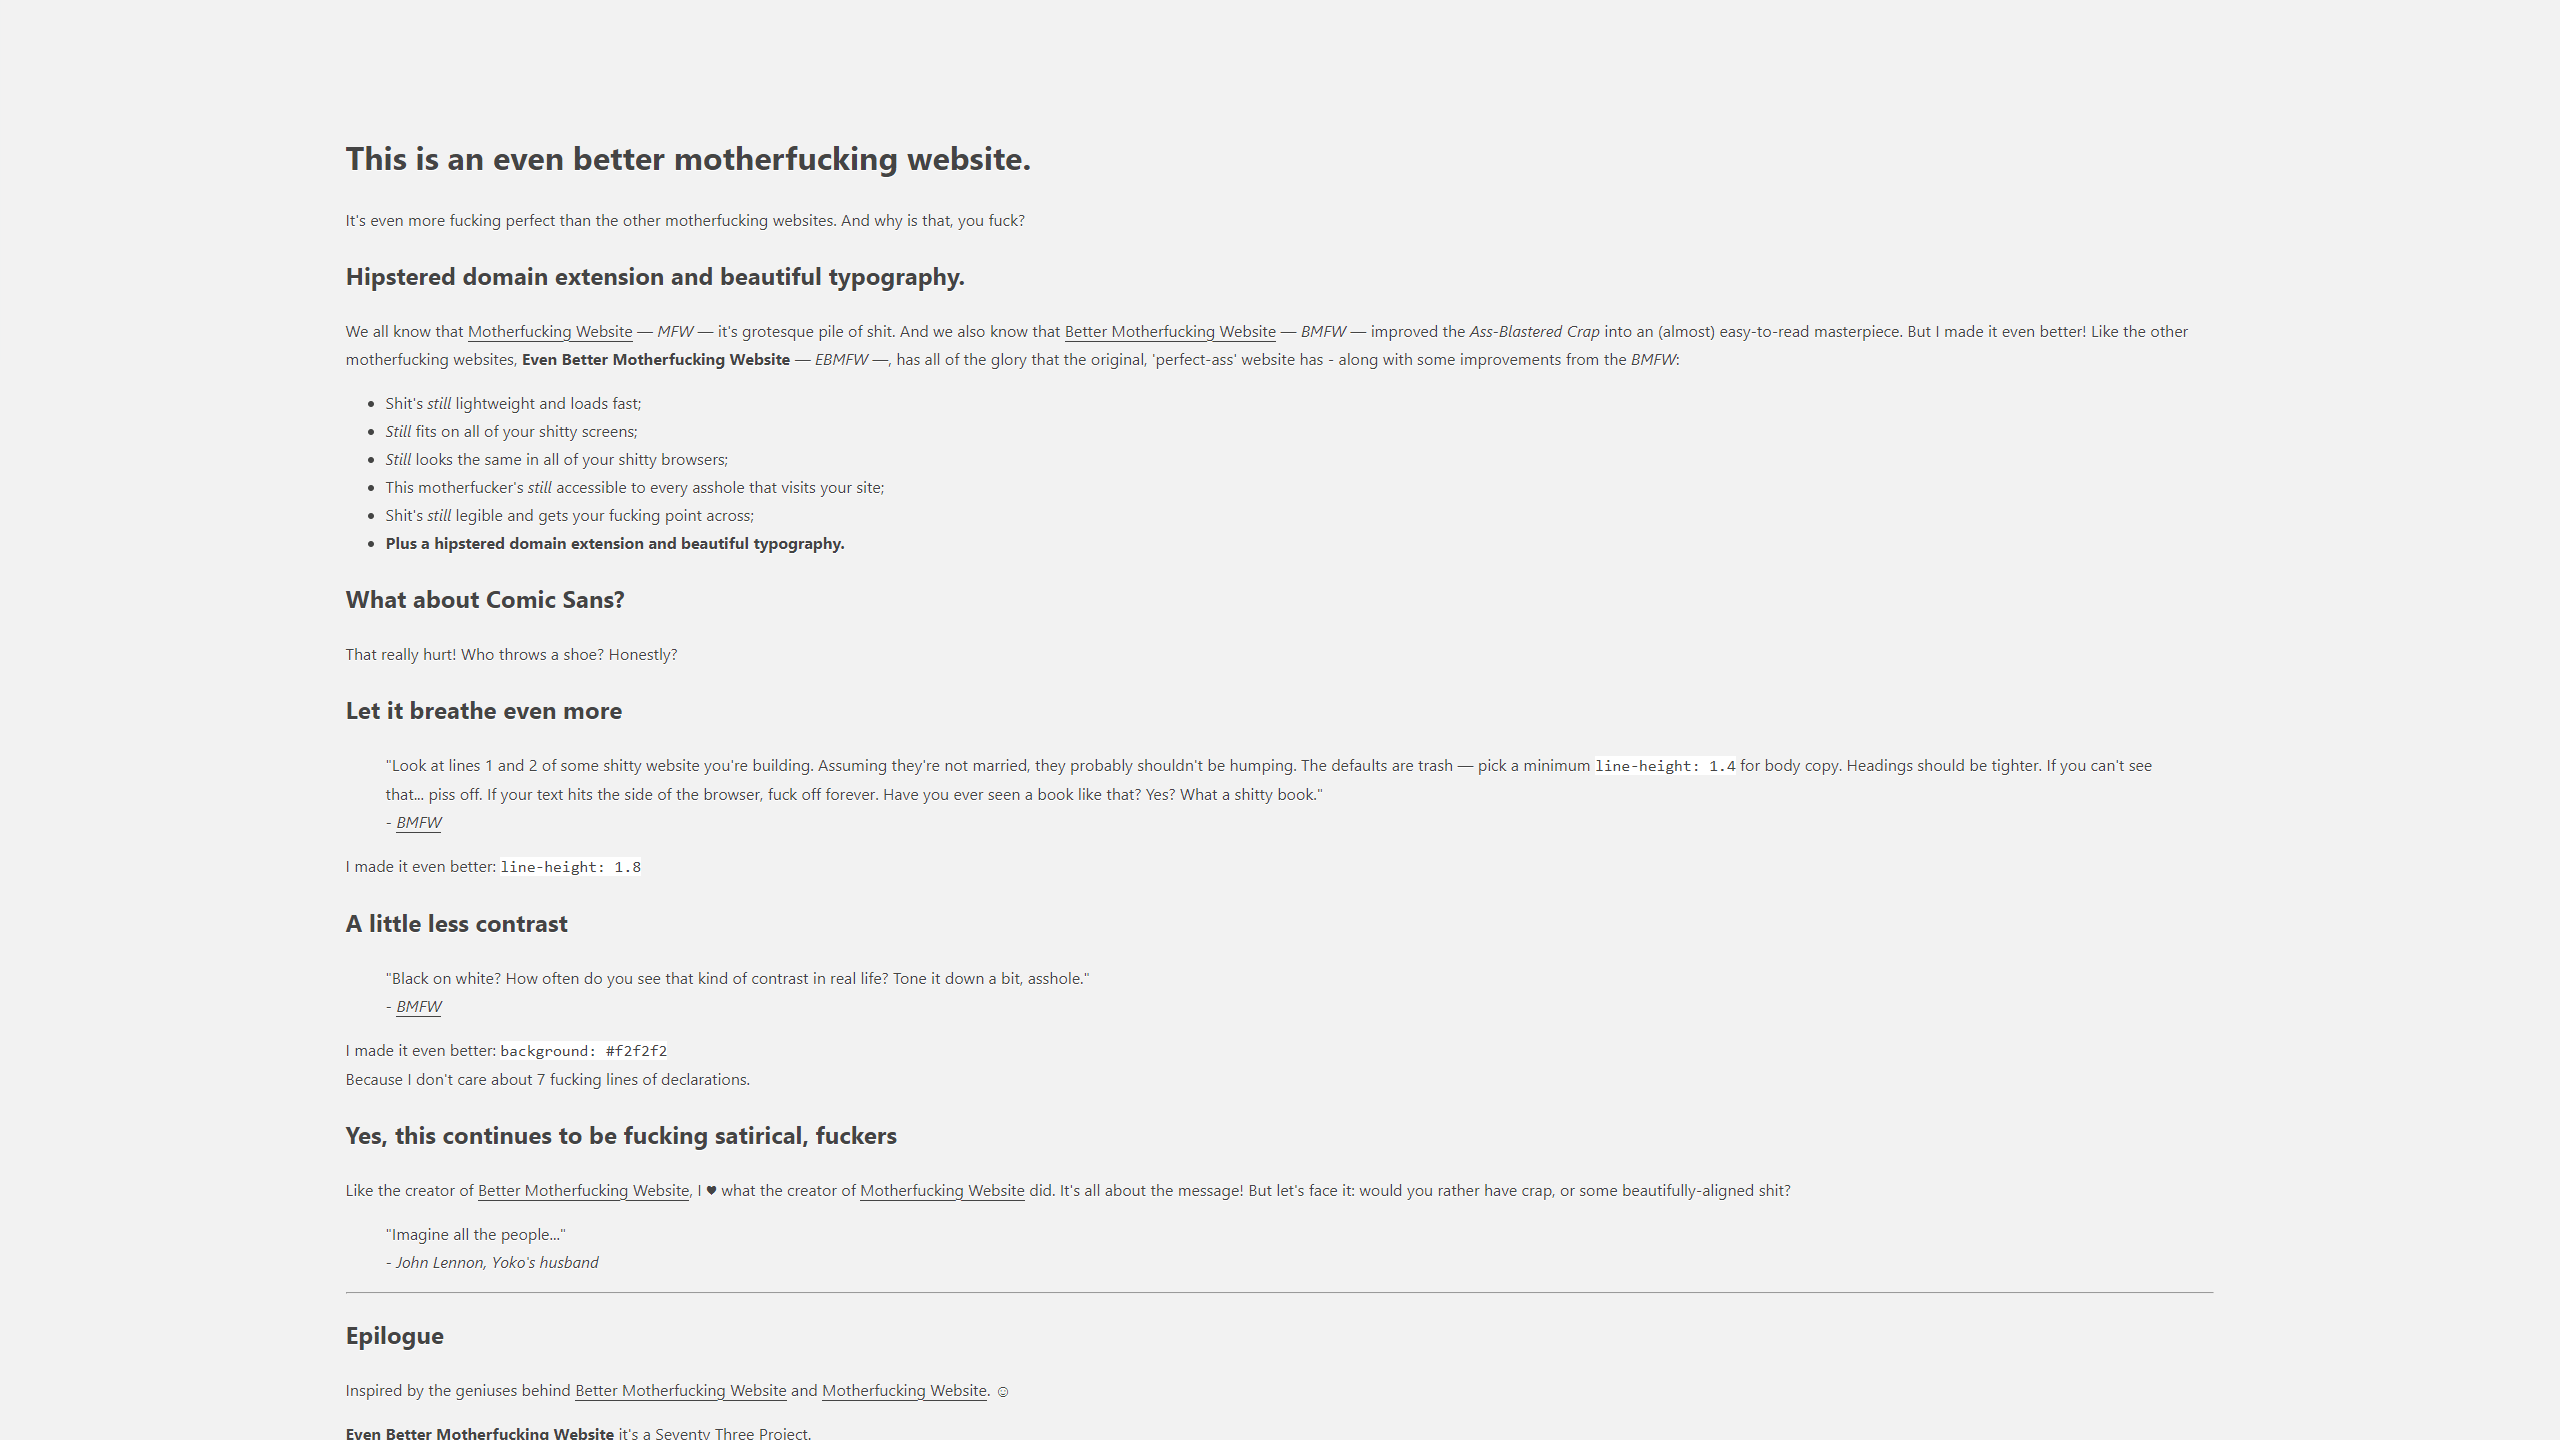 This is an even better motherfucking website.
It's even more fucking perfect than the other motherfucking websites. And why is that, you fuck?
Hipstered domain extension and beautiful typography.
We all know that Motherfucking Website — MFW — it's grotesque pile of shit. And we also know that Better Motherfucking Website — BMFW — improved the Ass-Blastered Crap into an (almost) easy-to-read masterpiece. But I made it even better! Like the other
motherfucking websites, Even Better Motherfucking Website — EBMFW —, has all of the glory that the original, 'perfect-ass' website has - along with some improvements from the BMFW:
• Shit's still lightweight and loads fast;
• Still fits on all of your shitty screens;
• Still looks the same in all of your shitty browsers;
• This motherfucker's still accessible to every asshole that visits your site;
• Shit's still legible and gets your fucking point across;
• Plus a hipstered domain extension and beautiful typography.
What about Comic Sans?
That really hurt! Who throws a shoe? Honestly?
Let it breathe even more
"Look at lines 1 and 2 of some shitty website you're building. Assuming they're not married, they probably shouldn't be humping. The defaults are trash — pick a minimum line-height: 1.4 for body copy. Headings should be tighter. If you can't see
that... piss off. If your text hits the side of the browser, fuck off forever. Have you ever seen a book like that? Yes? What a shitty book."
- BMFW
I made it even better: line-height: 1.8
A little less contrast
"Black on white? How often do you see that kind of contrast in real life? Tone it down a bit, asshole."
- BMFW
I made it even better: background: #f2f2f2
Because I don't care about 7 fucking lines of declarations.
Yes, this continues to be fucking satirical, fuckers
Like the creator of Better Motherfucking Website, I ♥ what the creator of Motherfucking Website did. It's all about the message! But let's face it: would you rather have crap, or some beautifully-aligned shit?
"Imagine all the people..."
- John Lennon, Yoko's husband
Epilogue
Inspired by the geniuses behind Better Motherfucking Website and Motherfucking Website. ☺
Even Better Motherfucking Website it's a Seventy Three Project.